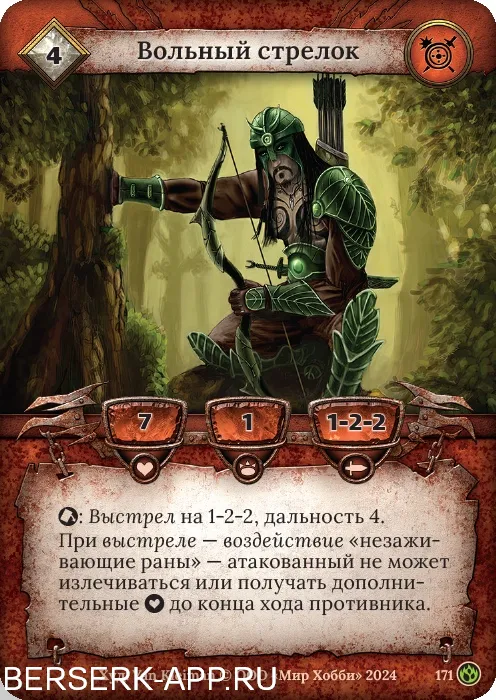 4
Вольный стрелок
7
1
1-2-2
: Выстрел на 1-2-2, дальность 4.
При выстреле — воздействие «незажи-
вающие раны» — атакованный не может
излечиваться или получать дополни-
тельные до конца хода противника.
© ООО «Мир Хобби» 2024
171
BERSERK-APP.RU